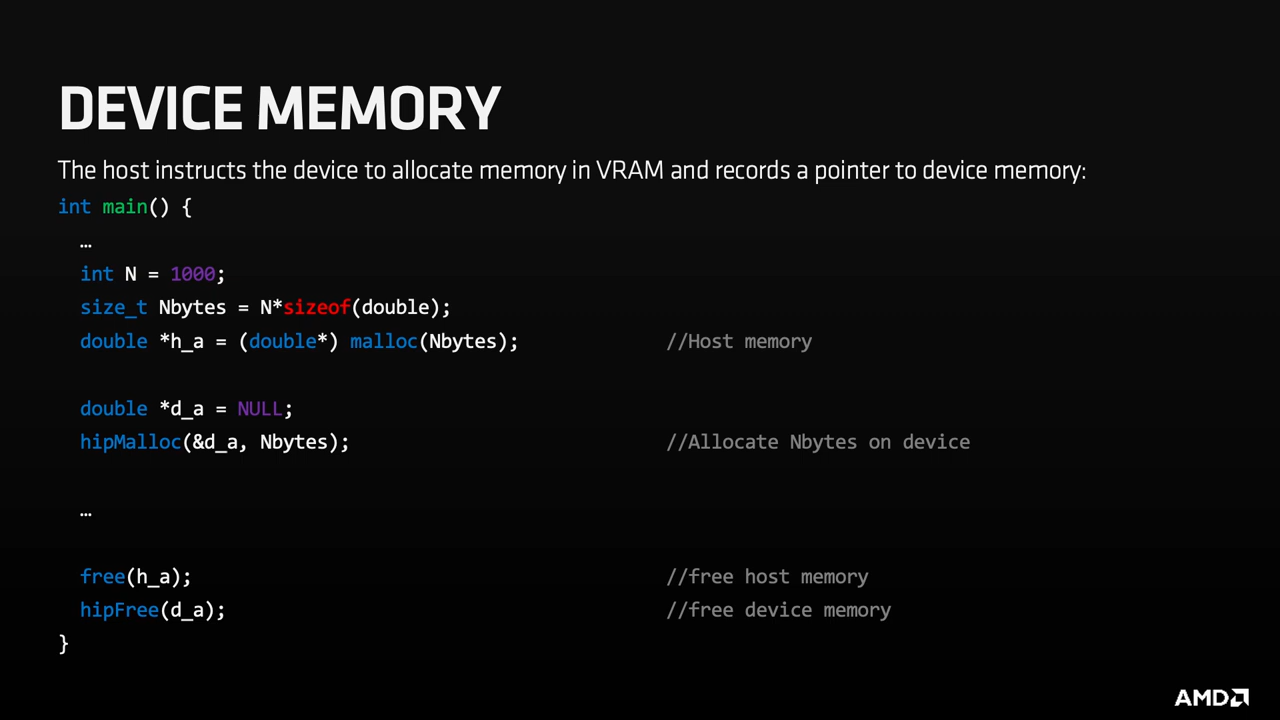 DEVICE MEMORY
The host instructs the device to allocate memory in VRAM and records a pointer to device memory:
int main() {
…
int N = 1000;
size_t Nbytes = N*sizeof(double);
double *h_a = (double*) malloc(Nbytes); //Host memory
double *d_a = NULL;
hipMalloc(&d_a, Nbytes); //Allocate Nbytes on device
…
free(h_a); //free host memory
hipFree(d_a); //free device memory
}
AMD